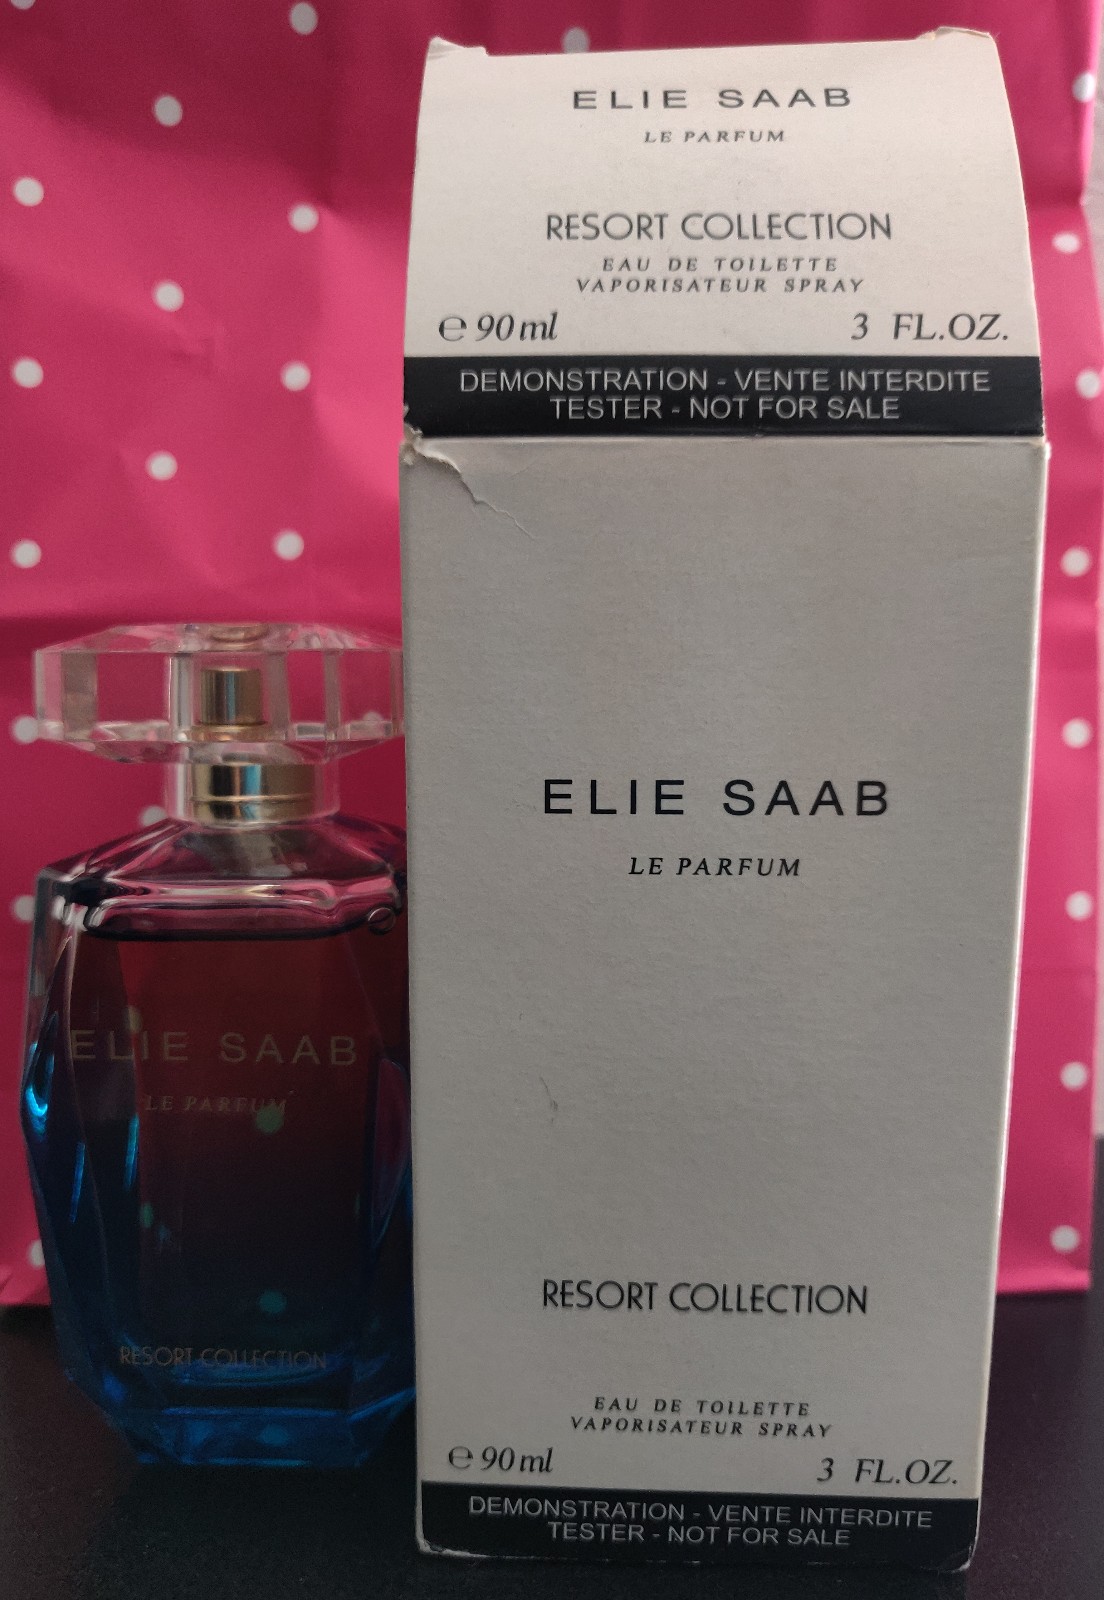 ELIE SAAB
LE PARFUM
RESORT COLLECTION
EAU DE TOILETTE
VAPORISATEUR SPRAY
℮ 90 ml 3 FL.OZ.
DEMONSTRATION - VENTE INTERDITE
TESTER - NOT FOR SALE
ELIE SAAB
LE PARFUM
RESORT COLLECTION
EAU DE TOILETTE
VAPORISATEUR SPRAY
℮ 90 ml 3 FL.OZ.
DEMONSTRATION - VENTE INTERDITE
TESTER - NOT FOR SALE
ELIE SAAB
LE PARFUM
RESORT COLLECTION